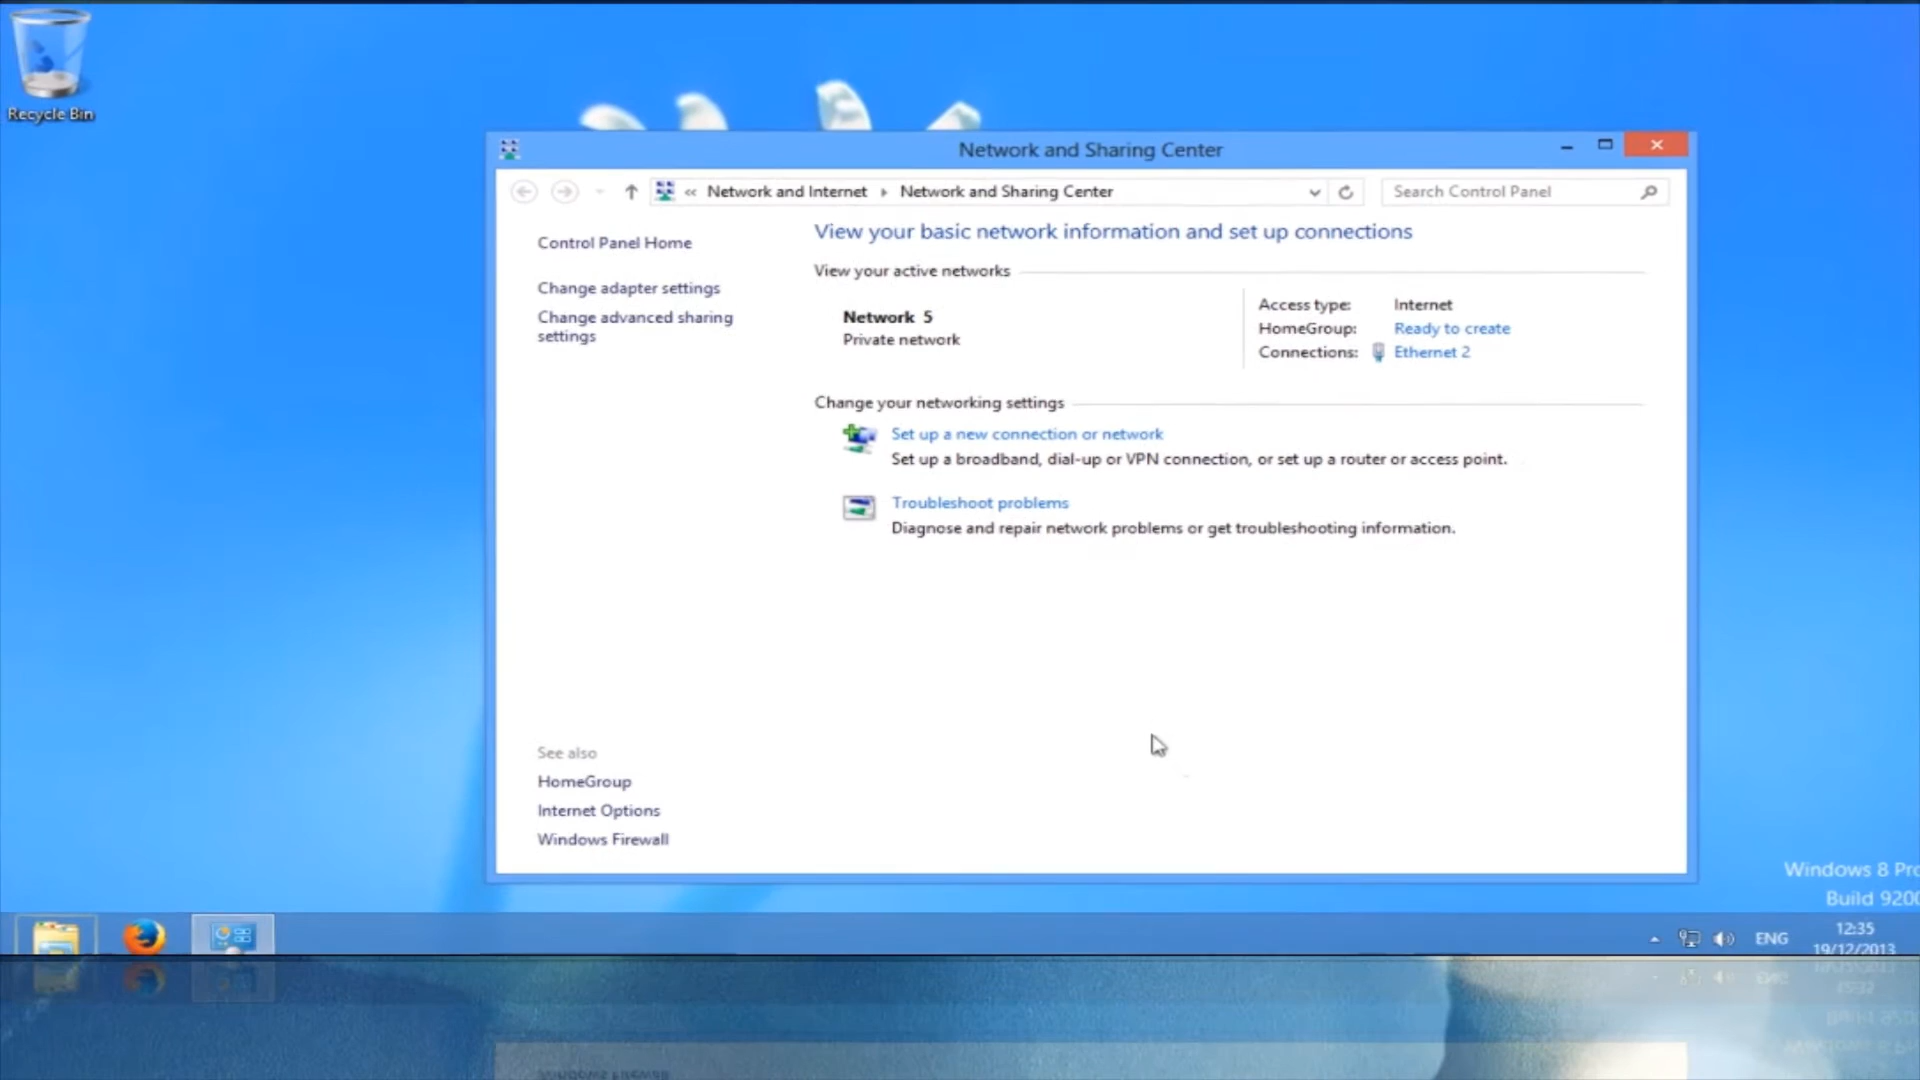 Recycle Bin
Network and Sharing Center
« Network and Internet Network and Sharing Center
Search Control Panel
Control Panel Home
Change adapter settings
Change advanced sharing
settings
View your basic network information and set up connections
View your active networks
Network 5
Private network
Access type: Internet
HomeGroup: Ready to create
Connections: Ethernet 2
Change your networking settings
Set up a new connection or network
Set up a broadband, dial-up or VPN connection, or set up a router or access point.
Troubleshoot problems
Diagnose and repair network problems or get troubleshooting information.
See also
HomeGroup
Internet Options
Windows Firewall
Windows 8 Pro
Build 9200
ENG
12:35
19/12/2013